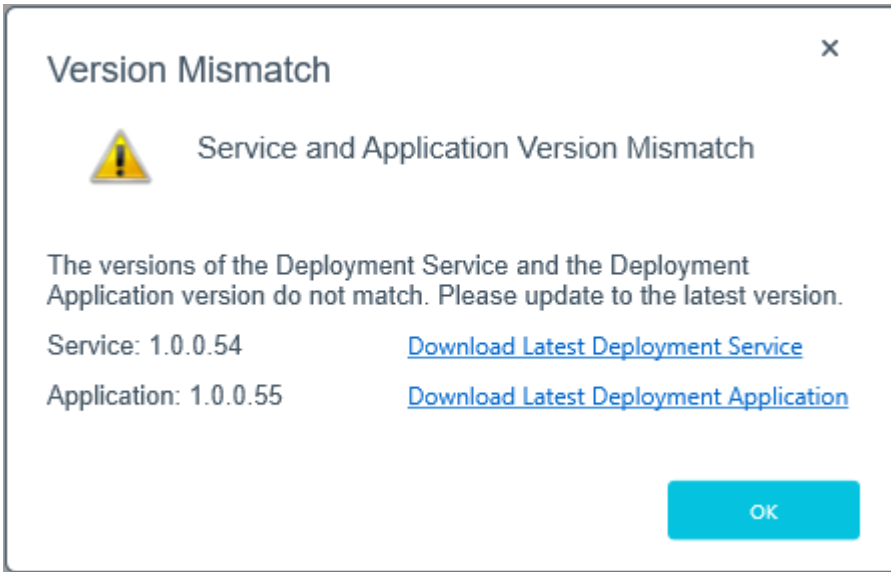 Version Mismatch
Service and Application Version Mismatch
The versions of the Deployment Service and the Deployment
Application version do not match. Please update to the latest version.
Service: 1.0.0.54 Download Latest Deployment Service
Application: 1.0.0.55 Download Latest Deployment Application
OK